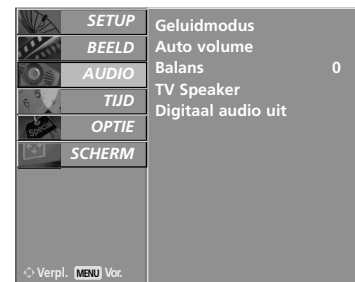 SETUP
BEELD
AUDIO
TIJD
OPTIE
SCHERM
Verpl. MENU Vor.
Geluidmodus
Auto volume
Balans 0
TV Speaker
Digitaal audio uit